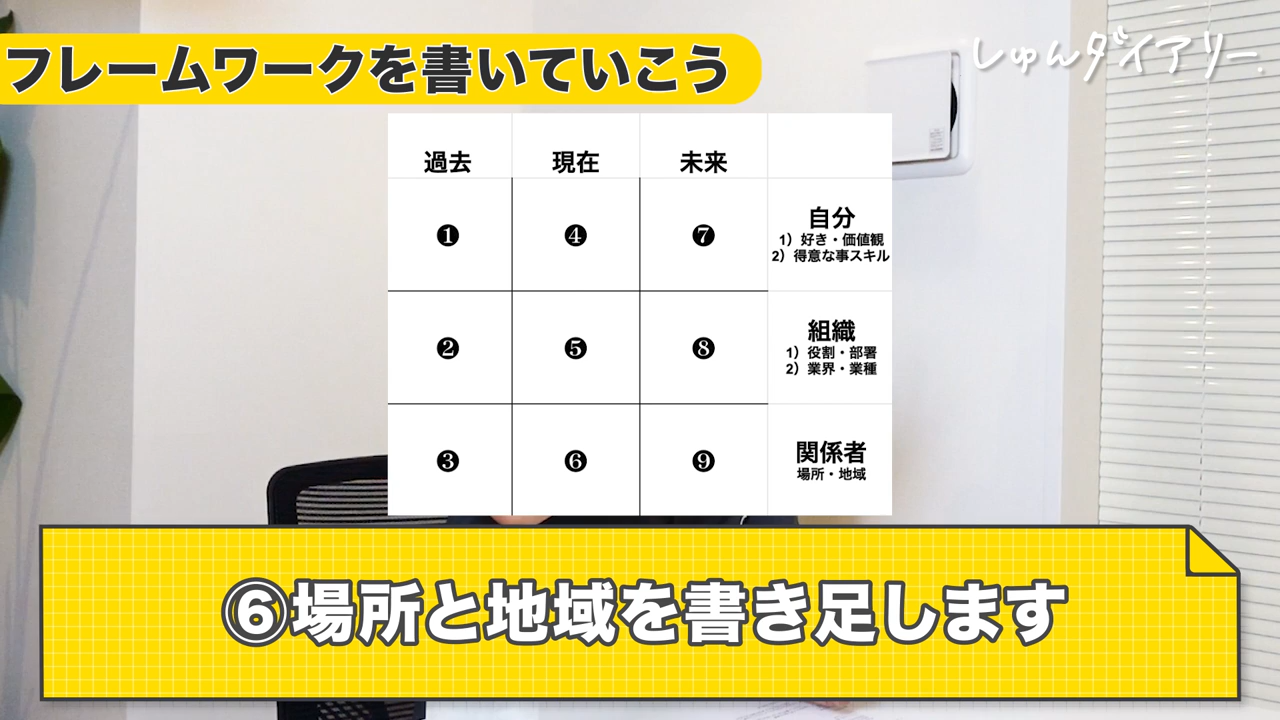 フレームワークを書いていこう
しゅんダイアリー.
過去 現在 未来
❶ ❹ ❼ 自分
1）好き・価値観
2）得意な事スキル
❷ ❺ ❽ 組織
1）役割・部署
2）業界・業種
❸ ❻ ❾ 関係者
場所・地域
⑥場所と地域を書き足します